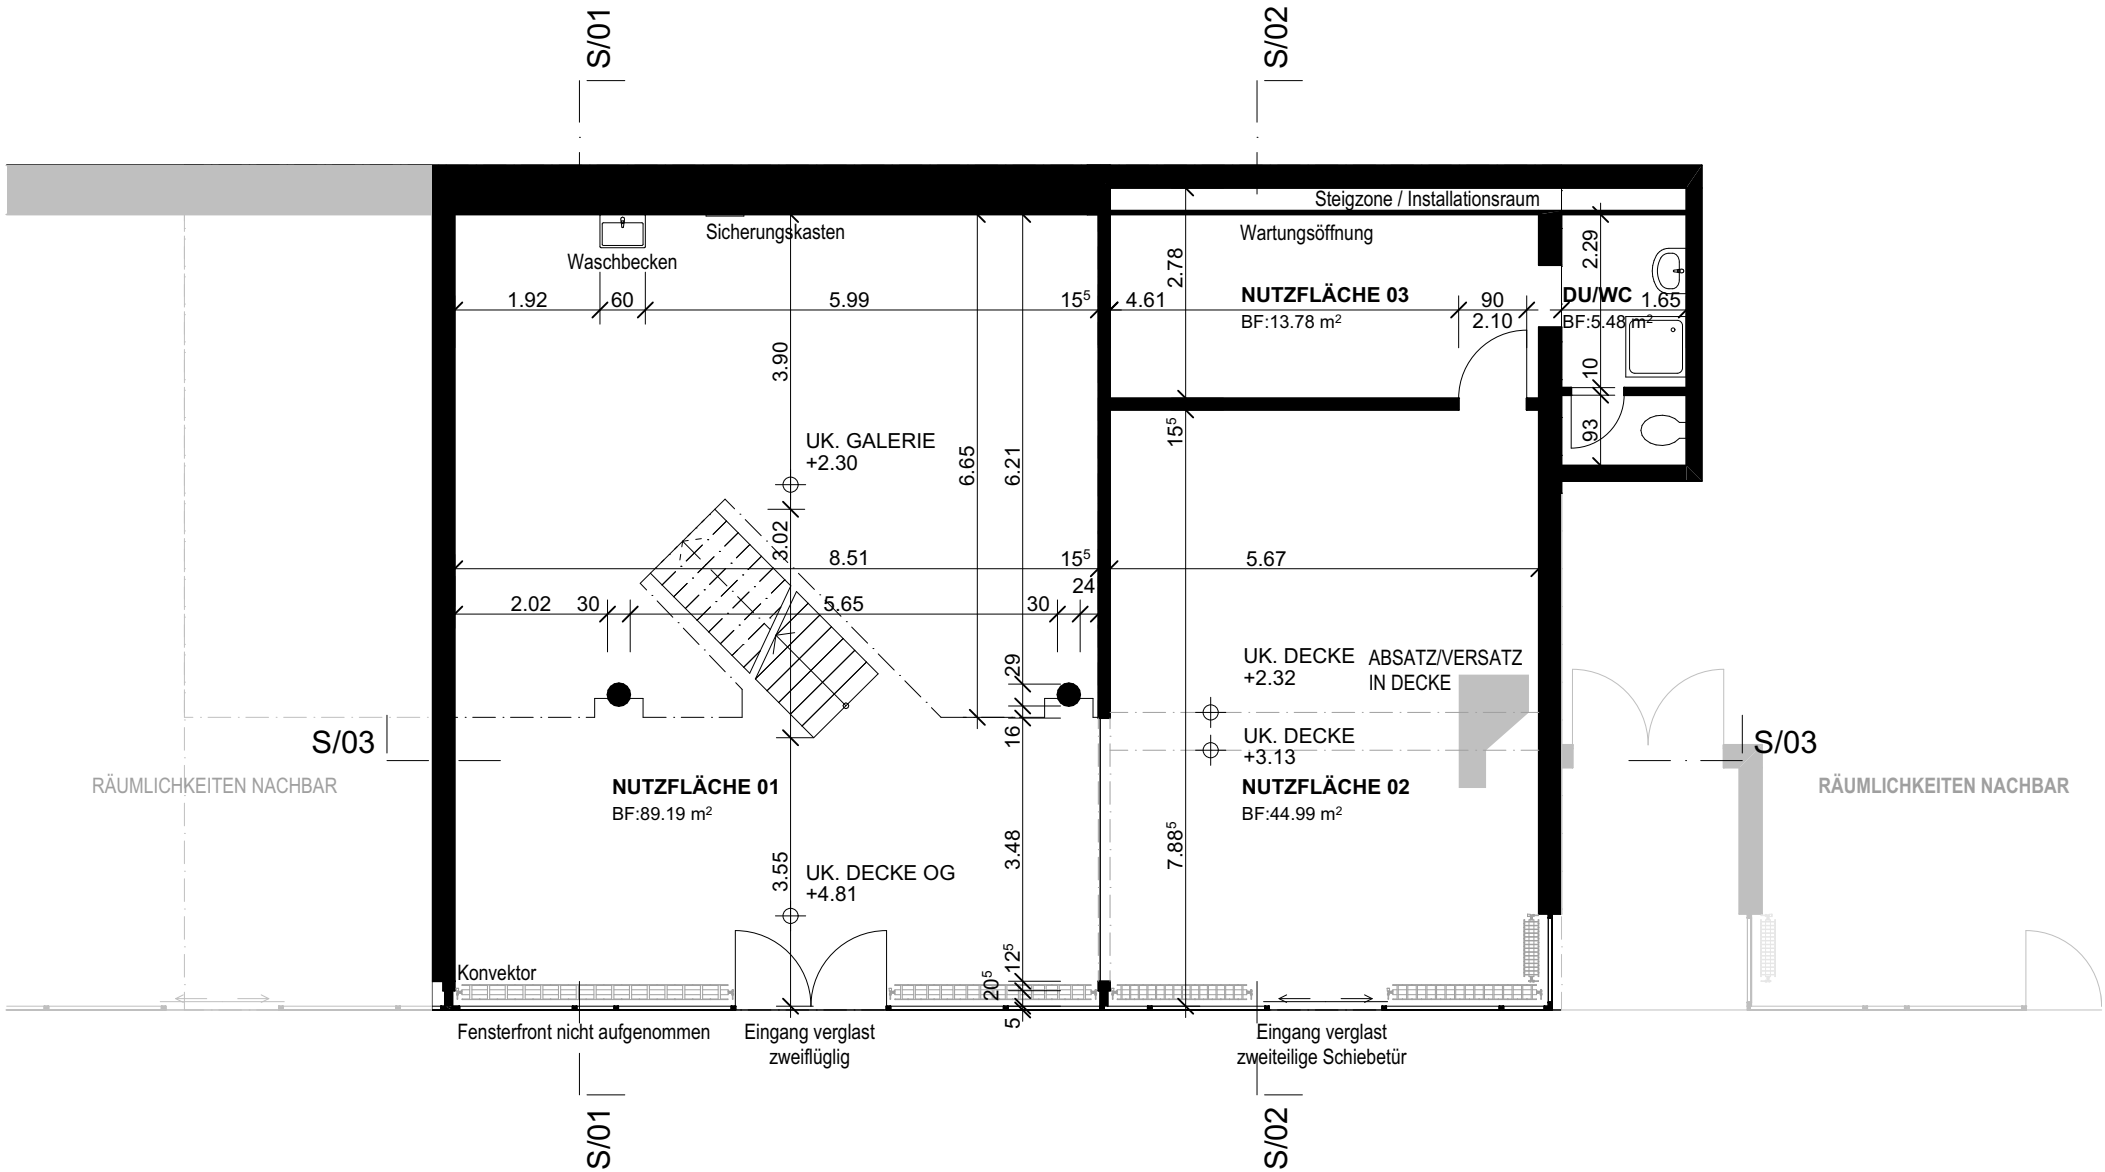 S/01
S/02
Steigzone / Installationsraum
Sicherungskasten
Wartungsöffnung
Waschbecken
2.78
2.29
1.92
60
5.99
15⁵
4.61
NUTZFLÄCHE 03
BF:13.78 m²
90
2.10
DU/WC
1.65
BF:5.48 m²
3.90
10
UK. GALERIE
+2.30
6.65
6.21
15⁵
93
3.02
8.51
15⁵
5.67
24
2.02
30
5.65
30
29
UK. DECKE
+2.32
ABSATZ/VERSATZ
IN DECKE
16
S/03
UK. DECKE
+3.13
S/03
RÄUMLICHKEITEN NACHBAR
NUTZFLÄCHE 01
BF:89.19 m²
NUTZFLÄCHE 02
BF:44.99 m²
RÄUMLICHKEITEN NACHBAR
3.55
3.48
7.88⁵
UK. DECKE OG
+4.81
Konvektor
12⁵
20⁵
5
Fensterfront nicht aufgenommen
Eingang verglast
zweiflüglig
Eingang verglast
zweiteilige Schiebetür
S/01
S/02